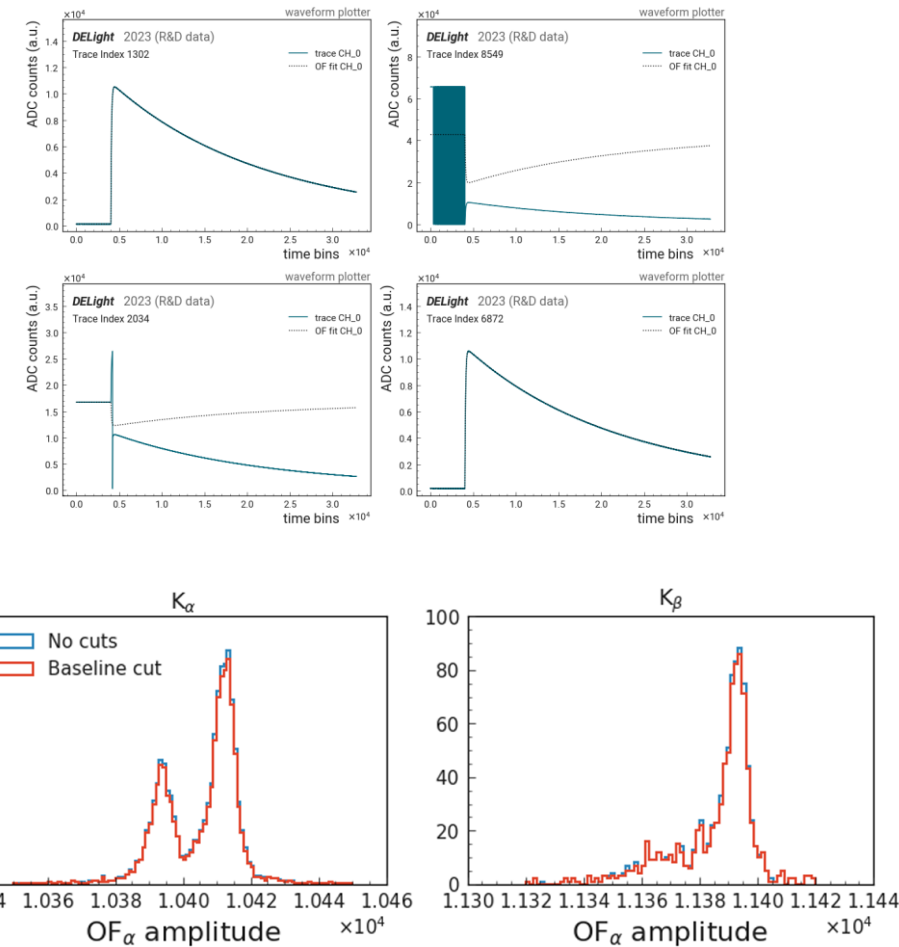 waveform plotter
×10⁴
DELight 2023 (R&D data)
Trace Index 1302
trace CH_0
OF fit CH_0
ADC counts (a.u.)
1.4
1.2
1.0
0.8
0.6
0.4
0.2
0.0
0.0 0.5 1.0 1.5 2.0 2.5 3.0
time bins ×10⁴
waveform plotter
×10⁴
DELight 2023 (R&D data)
Trace Index 8549
trace CH_0
OF fit CH_0
ADC counts (a.u.)
8
6
4
2
0
0.0 0.5 1.0 1.5 2.0 2.5 3.0
time bins ×10⁴
waveform plotter
×10⁴
DELight 2023 (R&D data)
Trace Index 2034
trace CH_0
OF fit CH_0
ADC counts (a.u.)
3.5
3.0
2.5
2.0
1.5
1.0
0.5
0.0
0.0 0.5 1.0 1.5 2.0 2.5 3.0
time bins ×10⁴
waveform plotter
×10⁴
DELight 2023 (R&D data)
Trace Index 6872
trace CH_0
OF fit CH_0
ADC counts (a.u.)
1.4
1.2
1.0
0.8
0.6
0.4
0.2
0.0
0.0 0.5 1.0 1.5 2.0 2.5 3.0
time bins ×10⁴
Kα
No cuts
Baseline cut
4 1.036 1.038 1.040 1.042 1.044 1.046
OFα amplitude ×10⁴
Kβ
100
80
60
40
20
0
1.130 1.132 1.134 1.136 1.138 1.140 1.142 1.144
OFα amplitude ×10⁴